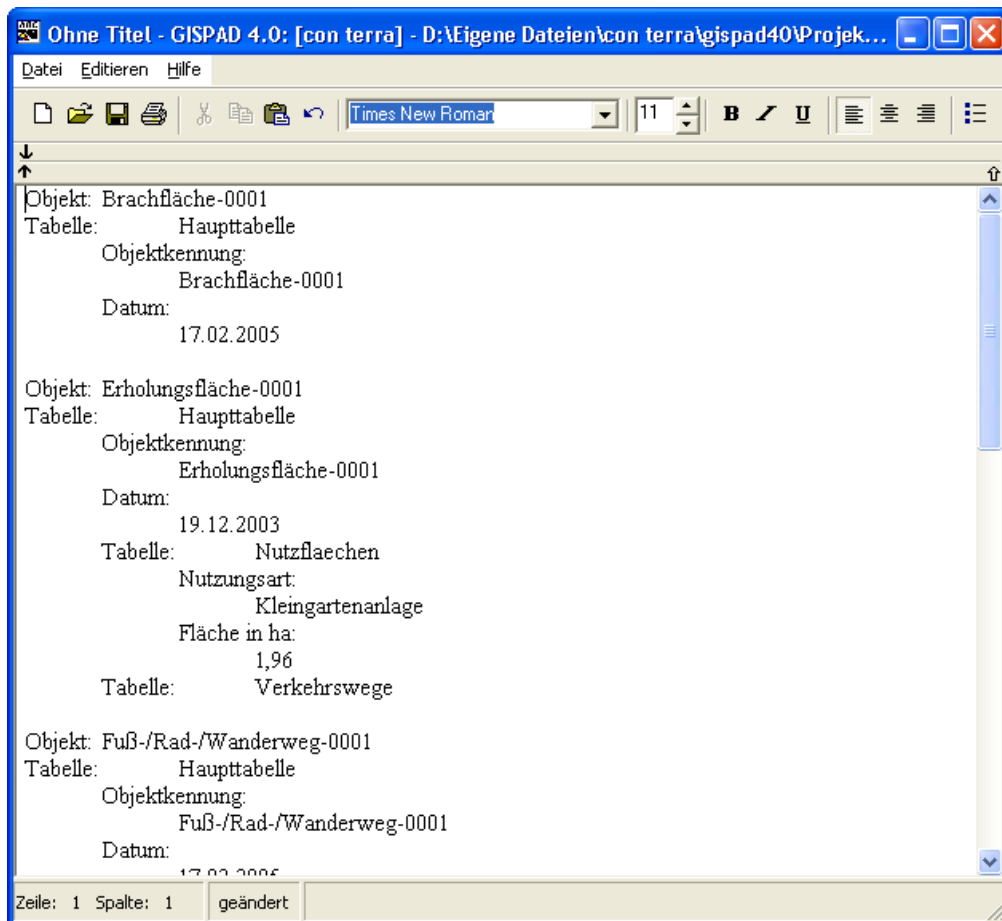 Ohne Titel - GISPAD 4.0: [con terra] - D:\Eigene Dateien\con terra\gispad40\Projek...
Datei Editieren Hilfe
Times New Roman 11 B I U
Objekt: Brachfläche-0001
Tabelle: Haupttabelle
Objektkennung:
Brachfläche-0001
Datum:
17.02.2005
Objekt: Erholungsfläche-0001
Tabelle: Haupttabelle
Objektkennung:
Erholungsfläche-0001
Datum:
19.12.2003
Tabelle: Nutzflaechen
Nutzungsart:
Kleingartenanlage
Fläche in ha:
1,96
Tabelle: Verkehrswege
Objekt: Fuß-/Rad-/Wanderweg-0001
Tabelle: Haupttabelle
Objektkennung:
Fuß-/Rad-/Wanderweg-0001
Datum:
Zeile: 1 Spalte: 1 geändert